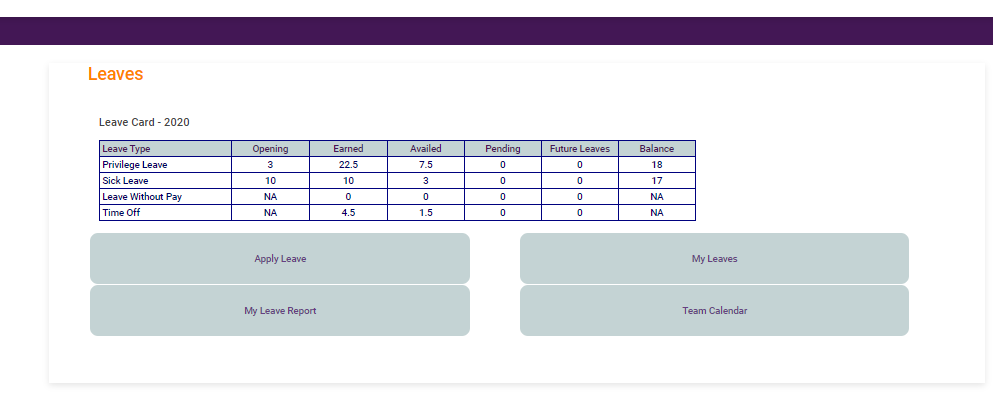 Leaves
Leave Card - 2020
Leave Type Opening Earned Availed Pending Future Leaves Balance
Privilege Leave 3 22.5 7.5 0 0 18
Sick Leave 10 10 3 0 0 17
Leave Without Pay NA 0 0 0 0 NA
Time Off NA 4.5 1.5 0 0 NA
Apply Leave My Leaves
My Leave Report Team Calendar